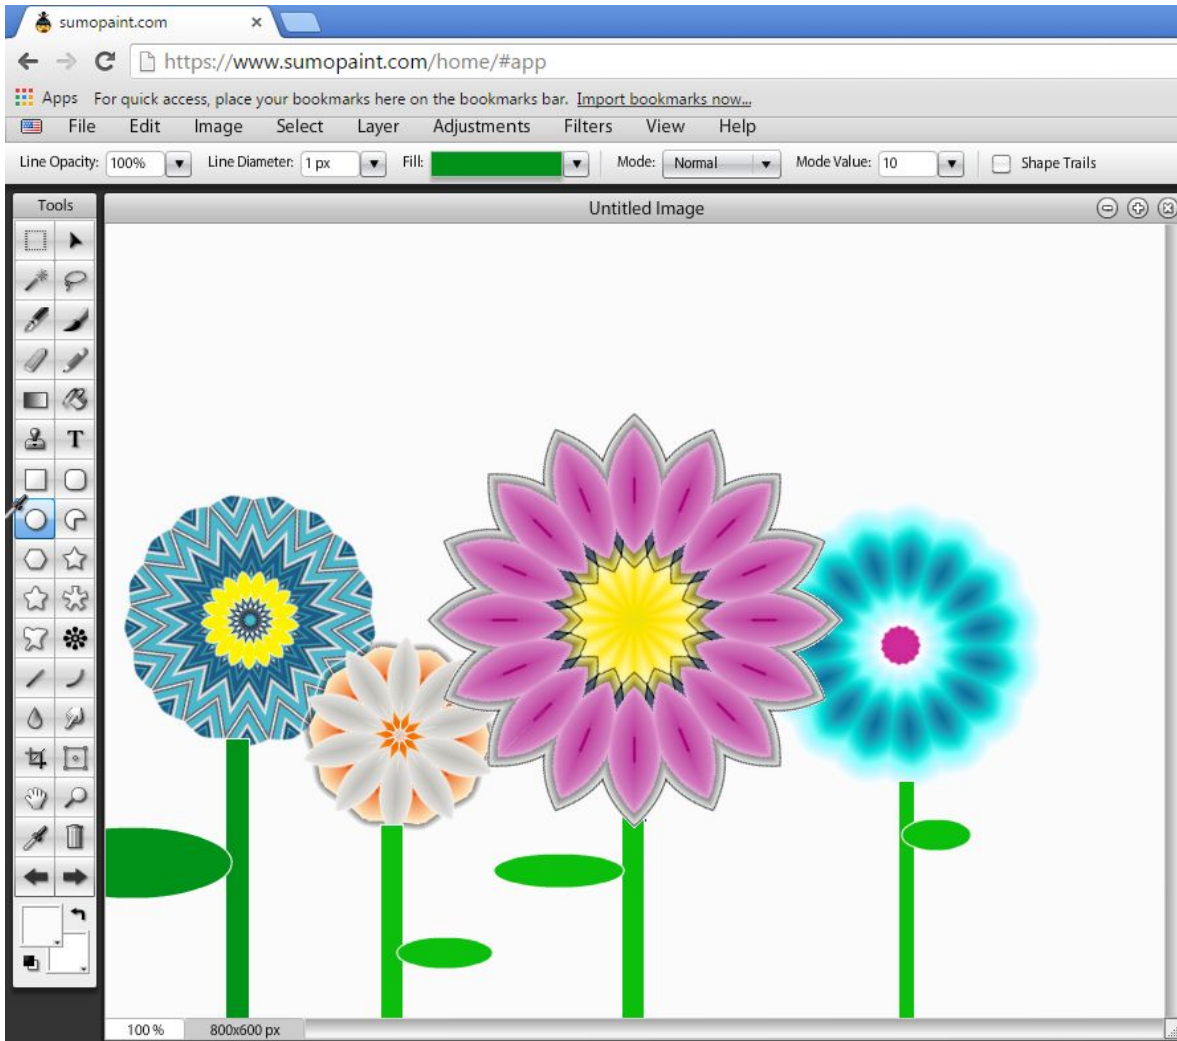 sumopaint.com
https://www.sumopaint.com/home/#app
Apps For quick access, place your bookmarks here on the bookmarks bar. Import bookmarks now...
File Edit Image Select Layer Adjustments Filters View Help
Line Opacity: 100% Line Diameter: 1 px Fill: Mode: Normal Mode Value: 10 Shape Trails
Tools
Untitled Image
T
100 % 800x600 px